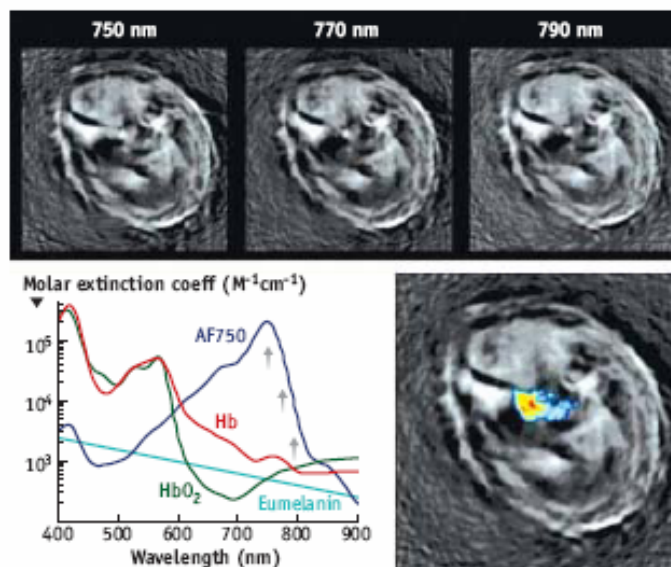 750 nm
770 nm
790 nm
Molar extinction coeff (M⁻¹cm⁻¹)
10⁵
10⁴
10³
AF750
Hb
HbO₂
Eumelanin
400 500 600 700 800 900
Wavelength (nm)